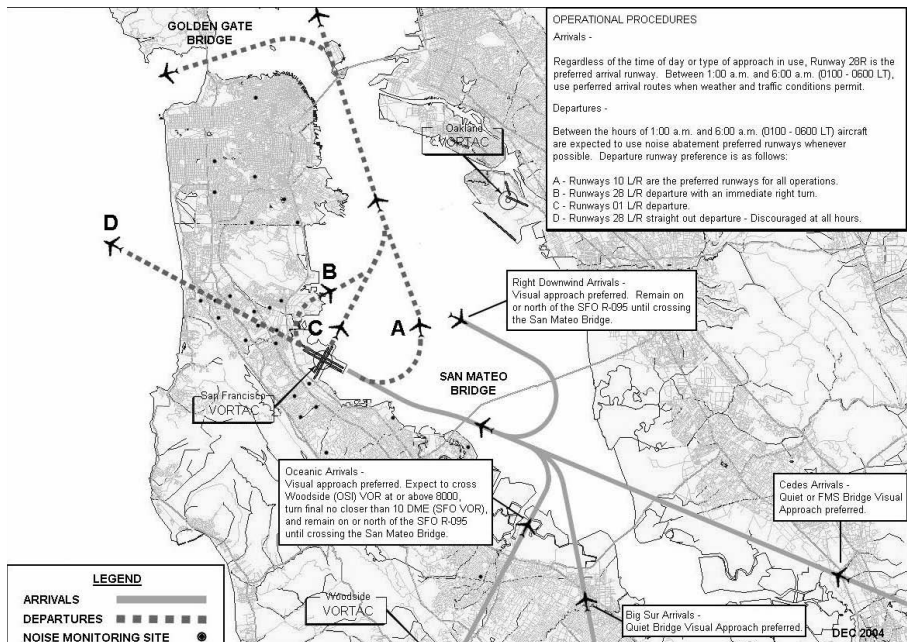 GOLDEN GATE
BRIDGE
OPERATIONAL PROCEDURES
Arrivals -
Regardless of the time of day or type of approach in use, Runway 28R is the
preferred arrival runway. Between 1:00 a.m. and 6:00 a.m. (0100 - 0600 LT),
use perferred arrival routes when weather and traffic conditions permit.
Departures -
Between the hours of 1:00 a.m. and 6:00 a.m. (0100 - 0600 LT) aircraft
are expected to use noise abatement preferred runways whenever
possible. Departure runway preference is as follows:
A - Runways 10 L/R are the preferred runways for all operations.
B - Runways 28 L/R departure with an immediate right turn.
C - Runways 01 L/R departure.
D - Runways 28 L/R straight out departure - Discouraged at all hours.
Oakland
VORTAC
D
B
C
A
Right Downwind Arrivals -
Visual approach preferred. Remain on
or north of the SFO R-095 until crossing
the San Mateo Bridge.
SAN MATEO
BRIDGE
San Francisco
VORTAC
Oceanic Arrivals -
Visual approach preferred. Expect to cross
Woodside (OSI) VOR at or above 8000,
turn final no closer than 10 DME (SFO VOR),
and remain on or north of the SFO R-095
until crossing the San Mateo Bridge.
Cedes Arrivals -
Quiet or FMS Bridge Visual
Approach preferred.
Woodside
VORTAC
Big Sur Arrivals -
Quiet Bridge Visual Approach preferred.
DEC 2004
LEGEND
ARRIVALS
DEPARTURES
NOISE MONITORING SITE